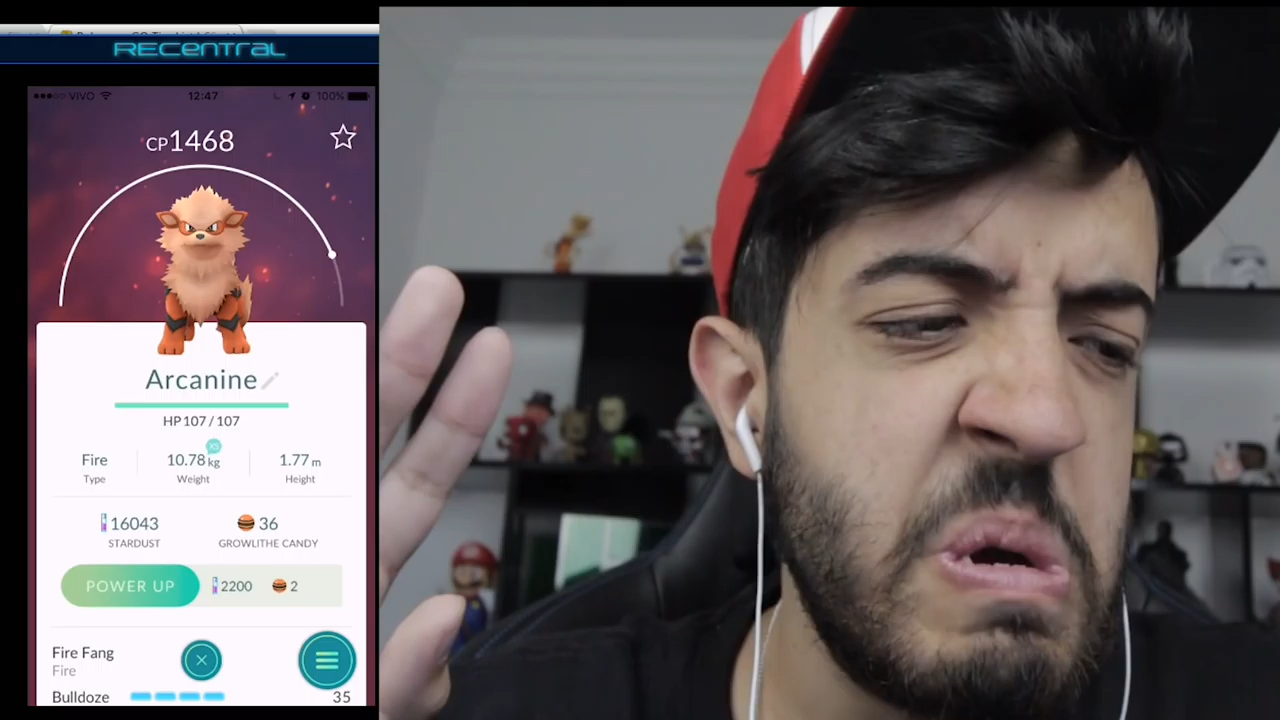 RECentral
VIVO 12:47 100%
CP1468
Arcanine
HP 107 / 107
XS
Fire 10.78 kg 1.77 m
Type Weight Height
16043 36
STARDUST GROWLITHE CANDY
POWER UP 2200 2
Fire Fang
Fire
Bulldoze 35